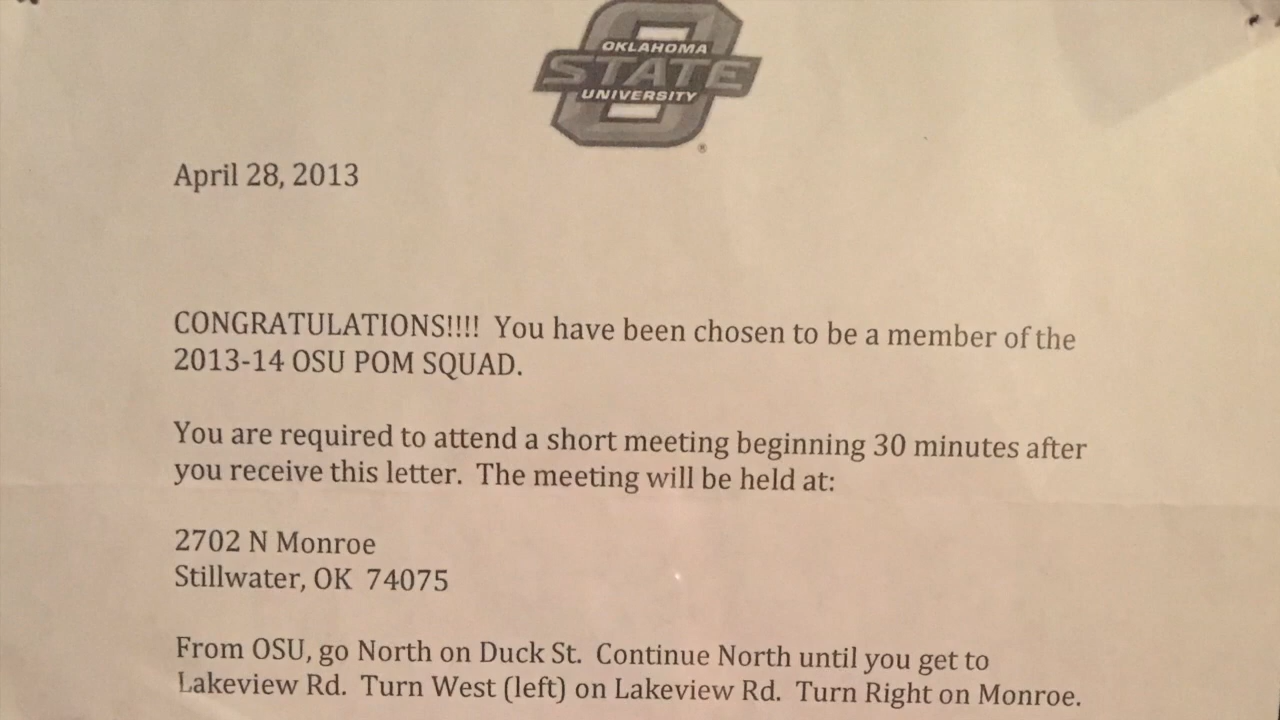 OKLAHOMA
STATE
UNIVERSITY
®
April 28, 2013
CONGRATULATIONS!!!!  You have been chosen to be a member of the
2013-14 OSU POM SQUAD.
You are required to attend a short meeting beginning 30 minutes after
you receive this letter.  The meeting will be held at:
2702 N Monroe
Stillwater, OK  74075
From OSU, go North on Duck St.  Continue North until you get to
Lakeview Rd.  Turn West (left) on Lakeview Rd.  Turn Right on Monroe.